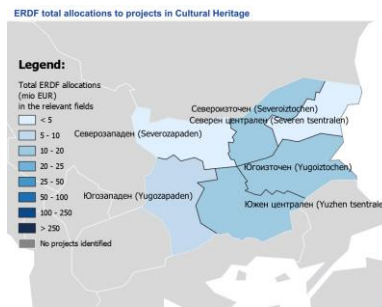 ERDF total allocations to projects in Cultural Heritage
Legend:
Total ERDF allocations
(mio EUR)
in the relevant fields
< 5
5 - 10
10 - 20
20 - 25
25 - 50
50 - 100
100 - 250
> 250
No projects identified
Североизточен (Severoiztochen)
Северен централен (Severen tsentralen)
Северозападен (Severozapaden)
Югоизточен (Yugoiztochen)
Югозападен (Yugozapaden)
Южен централен (Yuzhen tsentrale